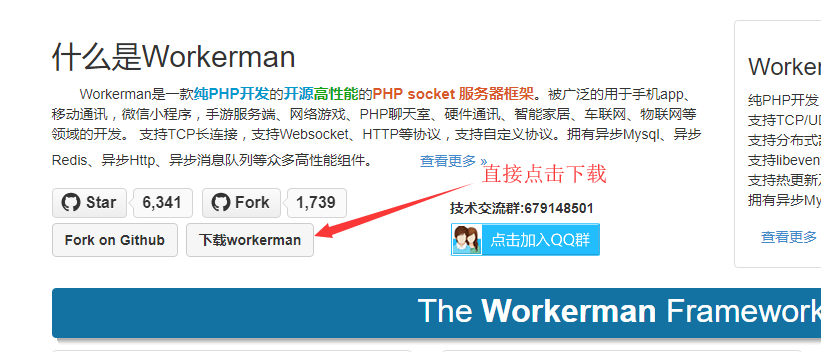 什么是Workerman
Workerman是一款纯PHP开发的开源高性能的PHP socket 服务器框架。被广泛的用于手机app、
移动通讯，微信小程序，手游服务端、网络游戏、PHP聊天室、硬件通讯、智能家居、车联网、物联网等
领域的开发。 支持TCP长连接，支持Websocket、HTTP等协议，支持自定义协议。拥有异步Mysql、异步
Redis、异步Http、异步消息队列等众多高性能组件。 查看更多 »
直接点击下载
Star 6,341 Fork 1,739
技术交流群:679148501
Fork on Github 下载workerman
点击加入QQ群
The Workerman Framework
Worker
纯PHP开发
支持TCP/UD
支持分布式
支持libevent
支持热更新
拥有异步My
查看更多